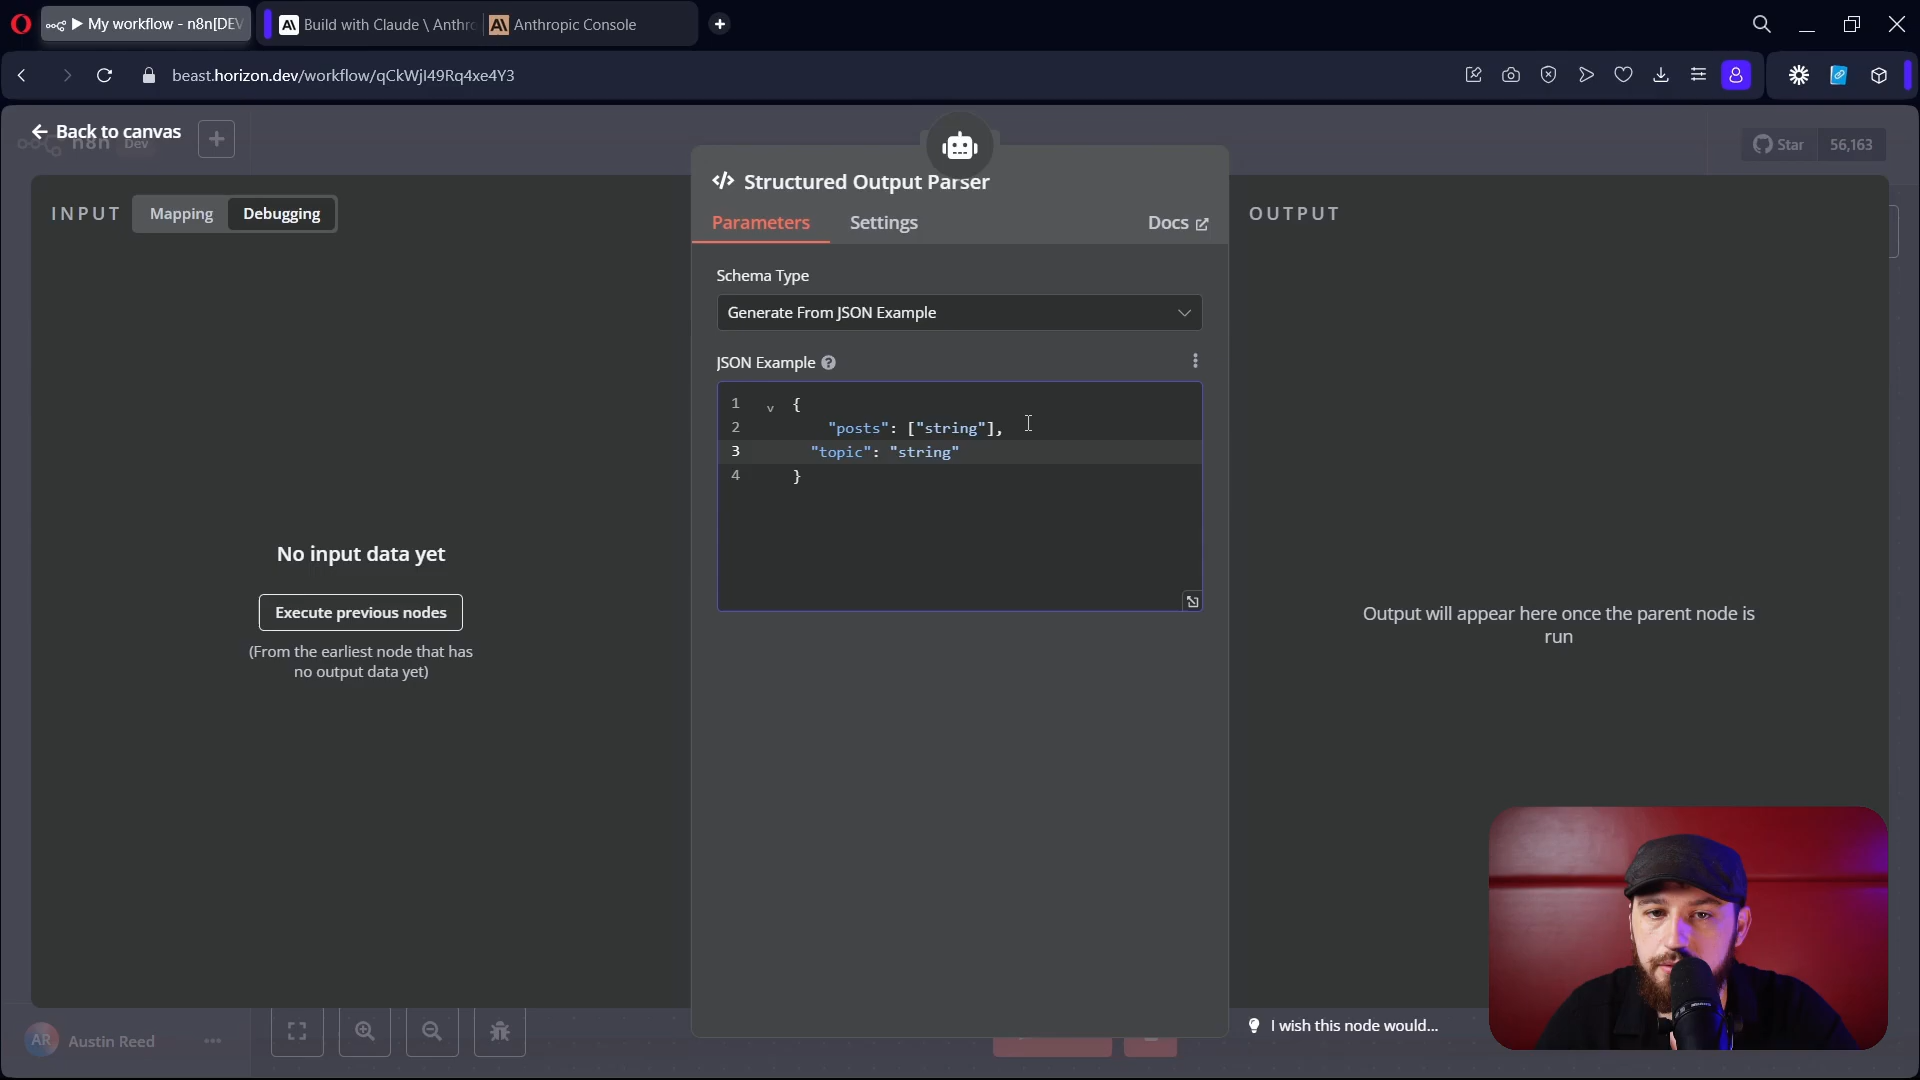 My workflow - n8n[DEV
Build with Claude \ Anthro
Anthropic Console
beast.horizon.dev/workflow/qCkWjI49Rq4xe4Y3
Back to canvas
n8n Dev
Star 56,163
INPUT Mapping Debugging
</> Structured Output Parser
Parameters Settings Docs
OUTPUT
Schema Type
Generate From JSON Example
JSON Example
1 {
2 "posts": ["string"],
3 "topic": "string"
4 }
No input data yet
Execute previous nodes
(From the earliest node that has
no output data yet)
Output will appear here once the parent node is
run
AR Austin Reed
I wish this node would...